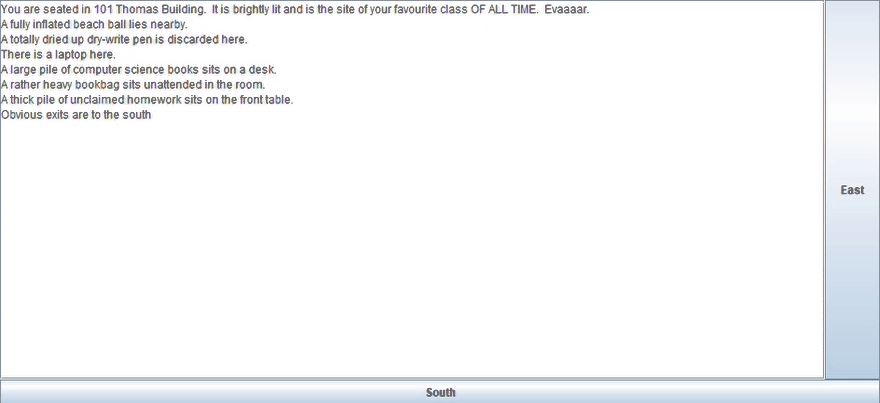 You are seated in 101 Thomas Building.  It is brightly lit and is the site of your favourite class OF ALL TIME.  Evaaaar.
A fully inflated beach ball lies nearby.
A totally dried up dry-write pen is discarded here.
There is a laptop here.
A large pile of computer science books sits on a desk.
A rather heavy bookbag sits unattended in the room.
A thick pile of unclaimed homework sits on the front table.
Obvious exits are to the south
East
South